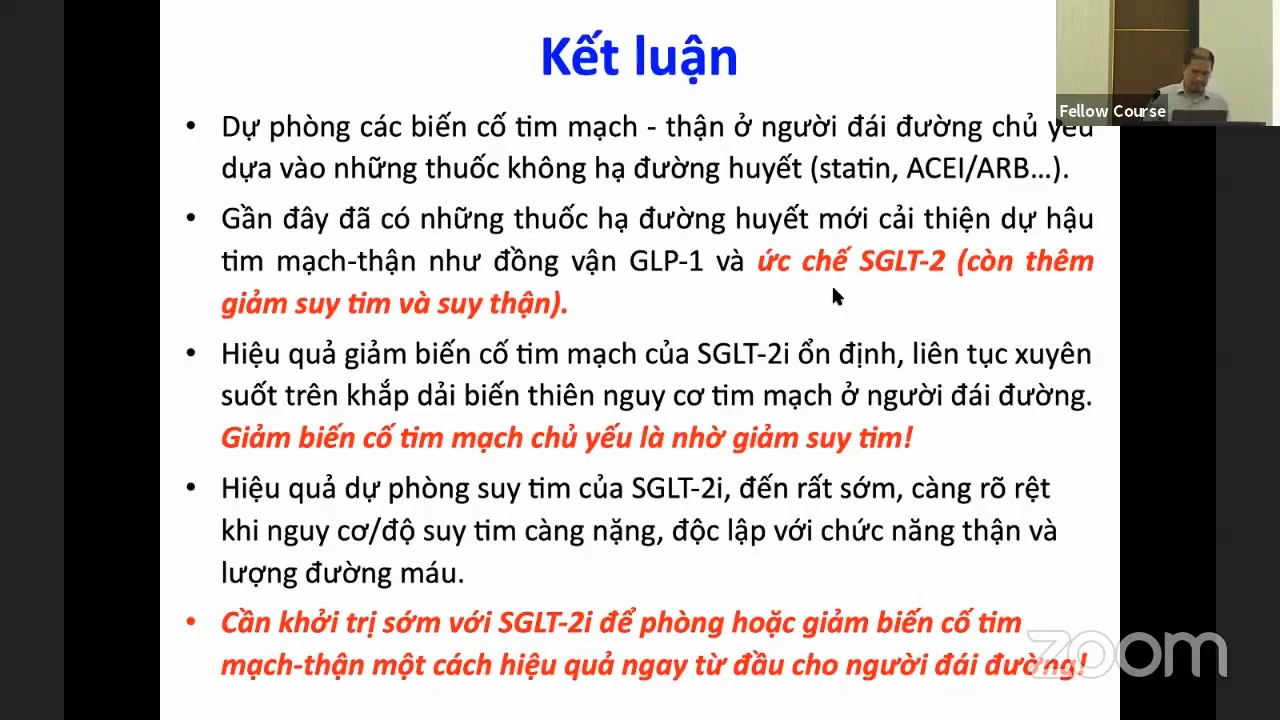 Kết luận
Fellow Course
• Dự phòng các biến cố tim mạch - thận ở người đái đường chủ yếu
dựa vào những thuốc không hạ đường huyết (statin, ACEI/ARB…).
• Gần đây đã có những thuốc hạ đường huyết mới cải thiện dự hậu
tim mạch-thận như đồng vận GLP-1 và ức chế SGLT-2 (còn thêm
giảm suy tim và suy thận).
• Hiệu quả giảm biến cố tim mạch của SGLT-2i ổn định, liên tục xuyên
suốt trên khắp dải biến thiên nguy cơ tim mạch ở người đái đường.
Giảm biến cố tim mạch chủ yếu là nhờ giảm suy tim!
• Hiệu quả dự phòng suy tim của SGLT-2i, đến rất sớm, càng rõ rệt
khi nguy cơ/độ suy tim càng nặng, độc lập với chức năng thận và
lượng đường máu.
• Cần khởi trị sớm với SGLT-2i để phòng hoặc giảm biến cố tim
mạch-thận một cách hiệu quả ngay từ đầu cho người đái đường!
zoom